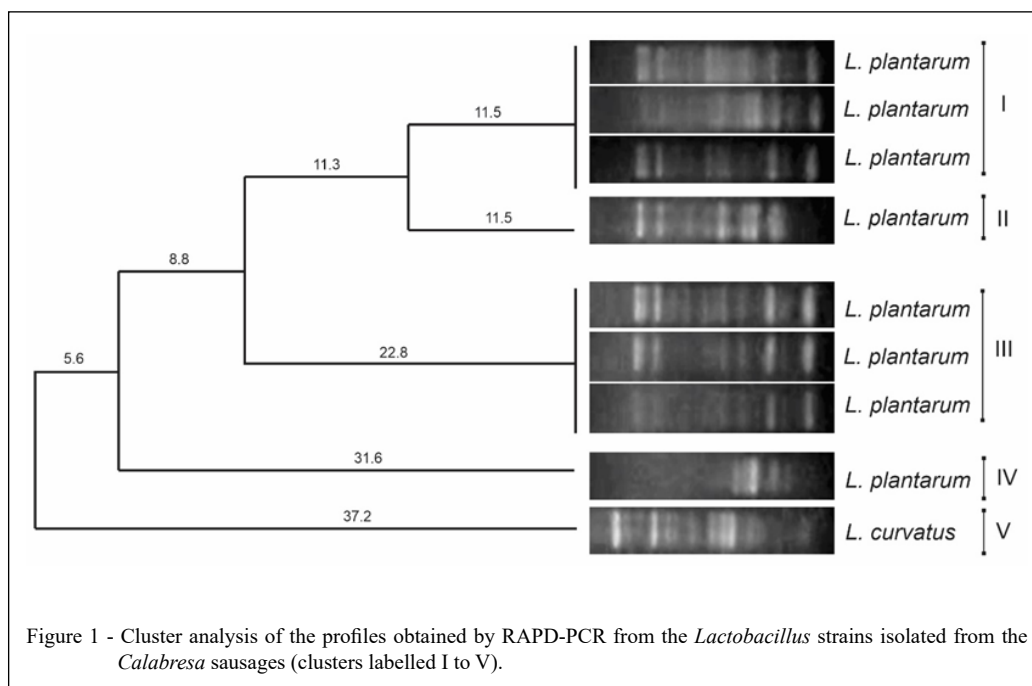 L. plantarum
11.5
L. plantarum
I
11.3
L. plantarum
11.5
L. plantarum
II
8.8
L. plantarum
22.8
L. plantarum
III
5.6
L. plantarum
31.6
L. plantarum
IV
37.2
L. curvatus
V
Figure 1 - Cluster analysis of the profiles obtained by RAPD-PCR from the Lactobacillus strains isolated from the
Calabresa sausages (clusters labelled I to V).